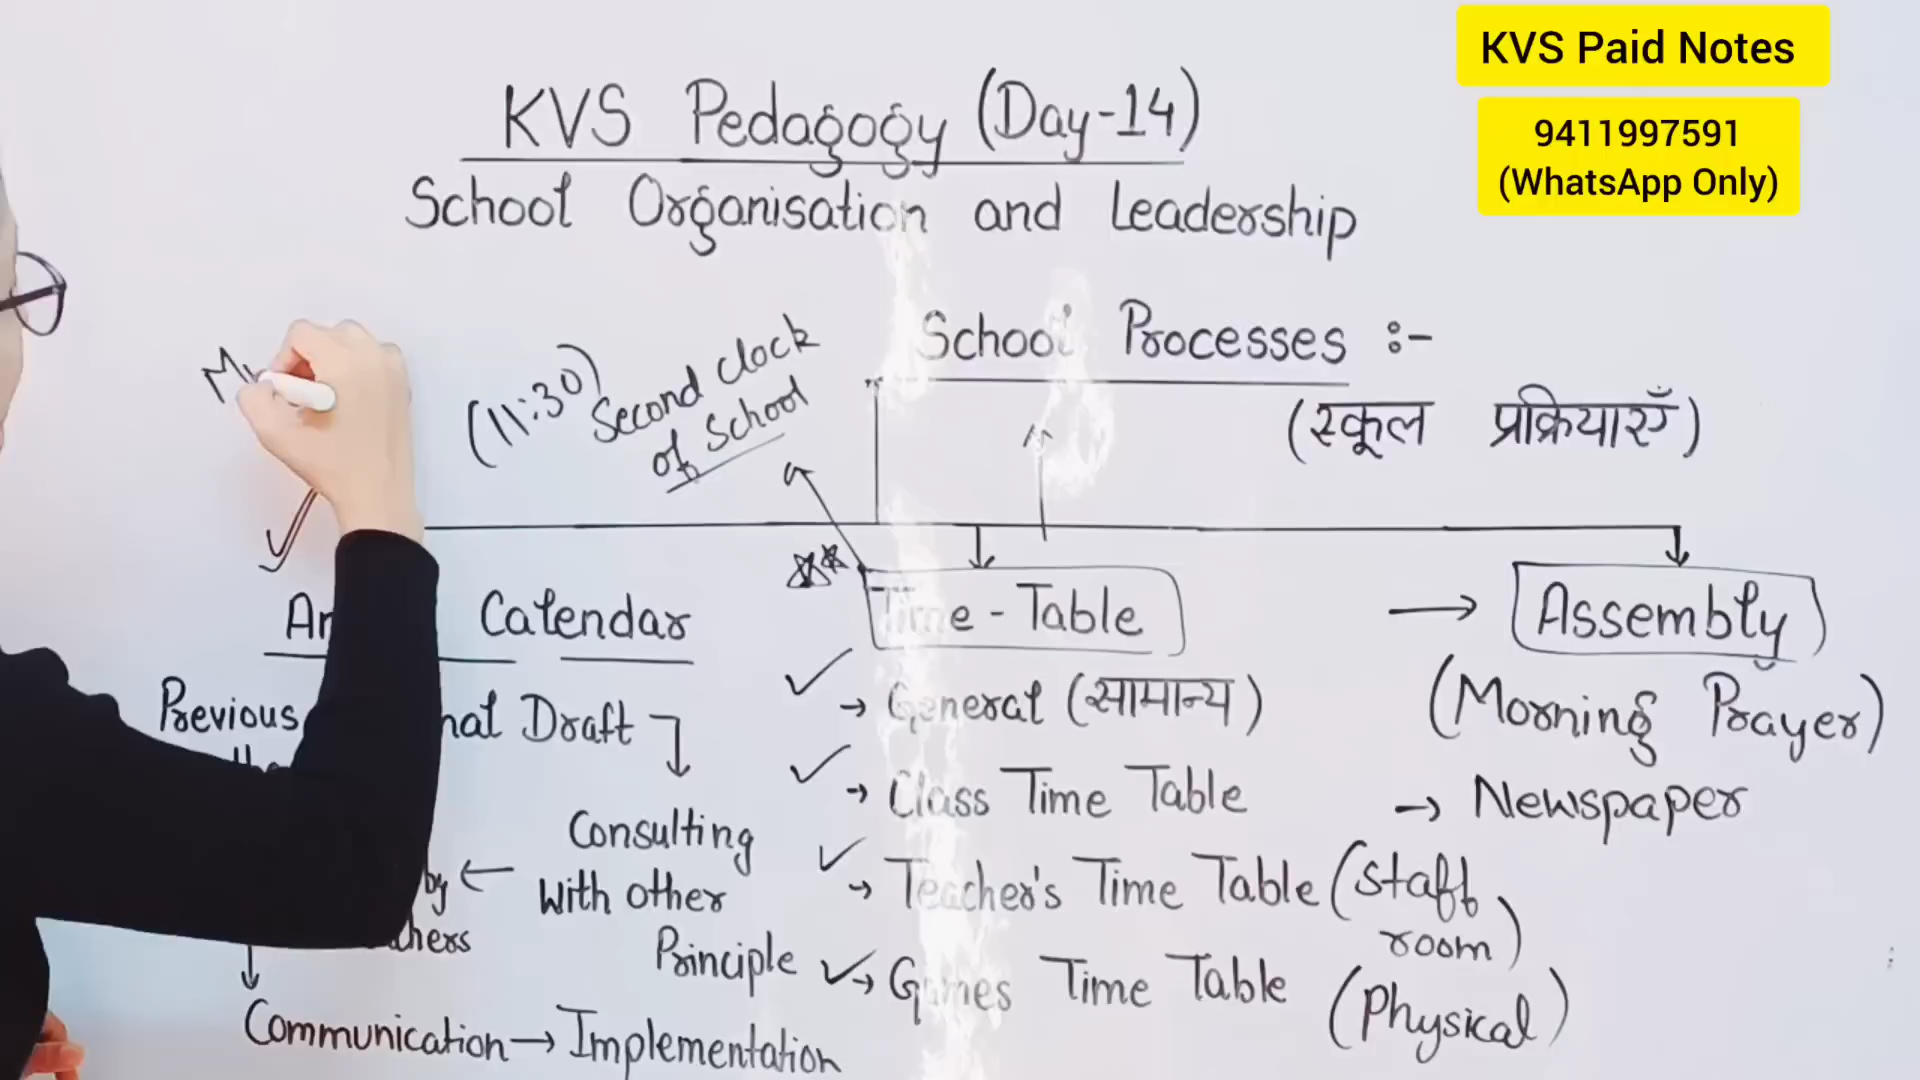 KVS Paid Notes
9411997591
(WhatsApp Only)
KVS Pedagogy (Day-14)
School Organisation and Leadership
School Processes :-
(स्कूल प्रक्रियाएँ)
(11:30)
Second clock
of School
Calendar
Previous
Draft
Consulting
With other
Principle
by
Communication → Implementation
Time - Table
→ General (सामान्य)
→ Class Time Table
→ Teacher's Time Table (Staff
room)
→ Games Time Table (Physical)
→ Assembly
(Morning Prayer)
→ Newspaper